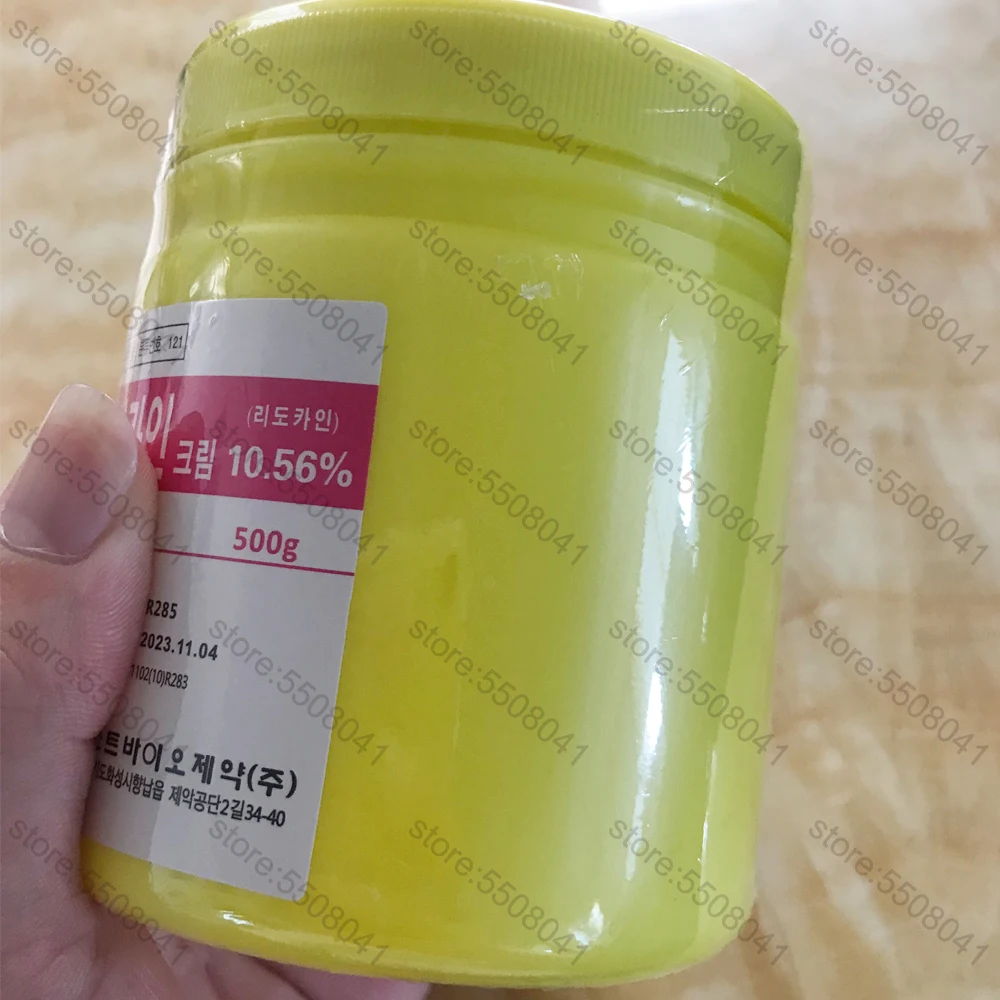 store:5508041
121
(리도카인)
크림 10.56%
500g
R285
2023.11.04
102(10)R283
트바이오제약(주)
도화성시향남읍 제약공단2길34-40